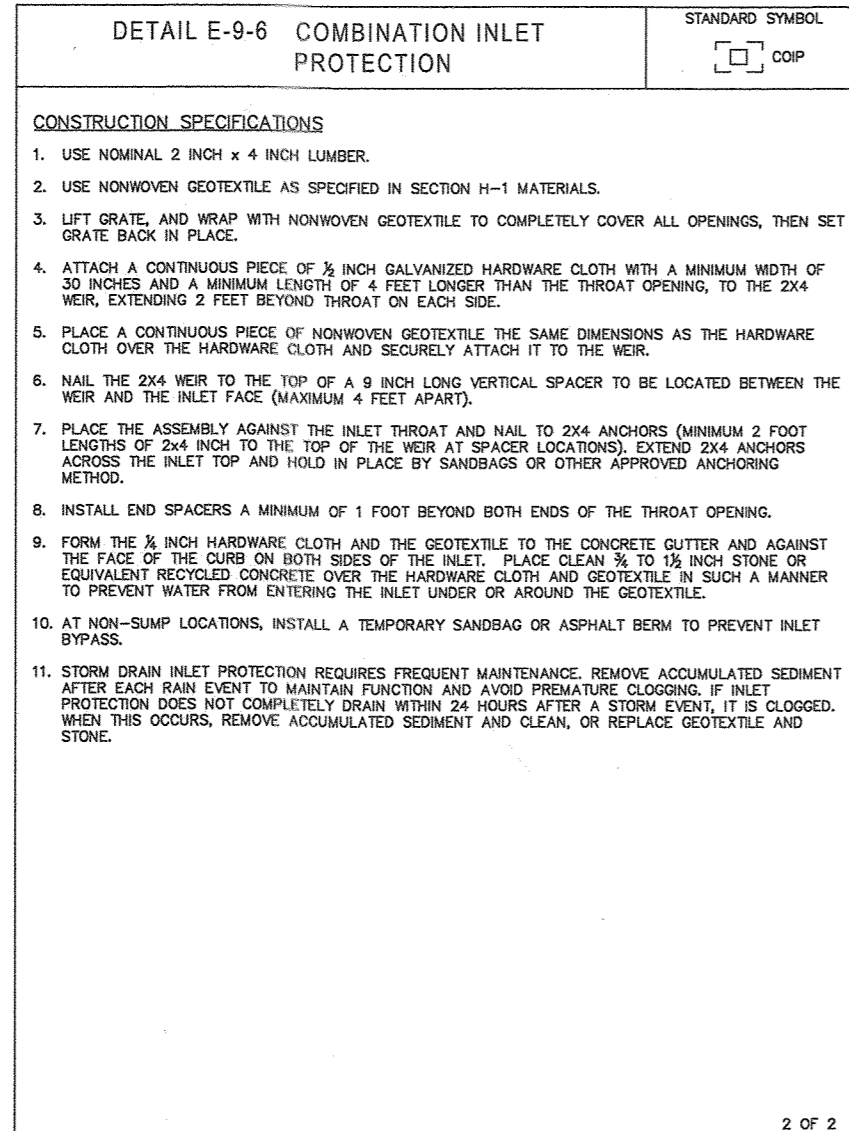 DETAIL E-9-6 COMBINATION INLET
PROTECTION
STANDARD SYMBOL
COIP
CONSTRUCTION SPECIFICATIONS
1. USE NOMINAL 2 INCH x 4 INCH LUMBER.
2. USE NONWOVEN GEOTEXTILE AS SPECIFIED IN SECTION H-1 MATERIALS.
3. LIFT GRATE, AND WRAP WITH NONWOVEN GEOTEXTILE TO COMPLETELY COVER ALL OPENINGS, THEN SET
GRATE BACK IN PLACE.
4. ATTACH A CONTINUOUS PIECE OF ½ INCH GALVANIZED HARDWARE CLOTH WITH A MINIMUM WIDTH OF
30 INCHES AND A MINIMUM LENGTH OF 4 FEET LONGER THAN THE THROAT OPENING, TO THE 2X4
WEIR, EXTENDING 2 FEET BEYOND THROAT ON EACH SIDE.
5. PLACE A CONTINUOUS PIECE OF NONWOVEN GEOTEXTILE THE SAME DIMENSIONS AS THE HARDWARE
CLOTH OVER THE HARDWARE CLOTH AND SECURELY ATTACH IT TO THE WEIR.
6. NAIL THE 2X4 WEIR TO THE TOP OF A 9 INCH LONG VERTICAL SPACER TO BE LOCATED BETWEEN THE
WEIR AND THE INLET FACE (MAXIMUM 4 FEET APART).
7. PLACE THE ASSEMBLY AGAINST THE INLET THROAT AND NAIL TO 2X4 ANCHORS (MINIMUM 2 FOOT
LENGTHS OF 2x4 INCH TO THE TOP OF THE WEIR AT SPACER LOCATIONS). EXTEND 2X4 ANCHORS
ACROSS THE INLET TOP AND HOLD IN PLACE BY SANDBAGS OR OTHER APPROVED ANCHORING
METHOD.
8. INSTALL END SPACERS A MINIMUM OF 1 FOOT BEYOND BOTH ENDS OF THE THROAT OPENING.
9. FORM THE ¼ INCH HARDWARE CLOTH AND THE GEOTEXTILE TO THE CONCRETE GUTTER AND AGAINST
THE FACE OF THE CURB ON BOTH SIDES OF THE INLET. PLACE CLEAN ¾ TO 1½ INCH STONE OR
EQUIVALENT RECYCLED CONCRETE OVER THE HARDWARE CLOTH AND GEOTEXTILE IN SUCH A MANNER
TO PREVENT WATER FROM ENTERING THE INLET UNDER OR AROUND THE GEOTEXTILE.
10. AT NON-SUMP LOCATIONS, INSTALL A TEMPORARY SANDBAG OR ASPHALT BERM TO PREVENT INLET
BYPASS.
11. STORM DRAIN INLET PROTECTION REQUIRES FREQUENT MAINTENANCE. REMOVE ACCUMULATED SEDIMENT
AFTER EACH RAIN EVENT TO MAINTAIN FUNCTION AND AVOID PREMATURE CLOGGING. IF INLET
PROTECTION DOES NOT COMPLETELY DRAIN WITHIN 24 HOURS AFTER A STORM EVENT, IT IS CLOGGED.
WHEN THIS OCCURS, REMOVE ACCUMULATED SEDIMENT AND CLEAN, OR REPLACE GEOTEXTILE AND
STONE.
2 OF 2